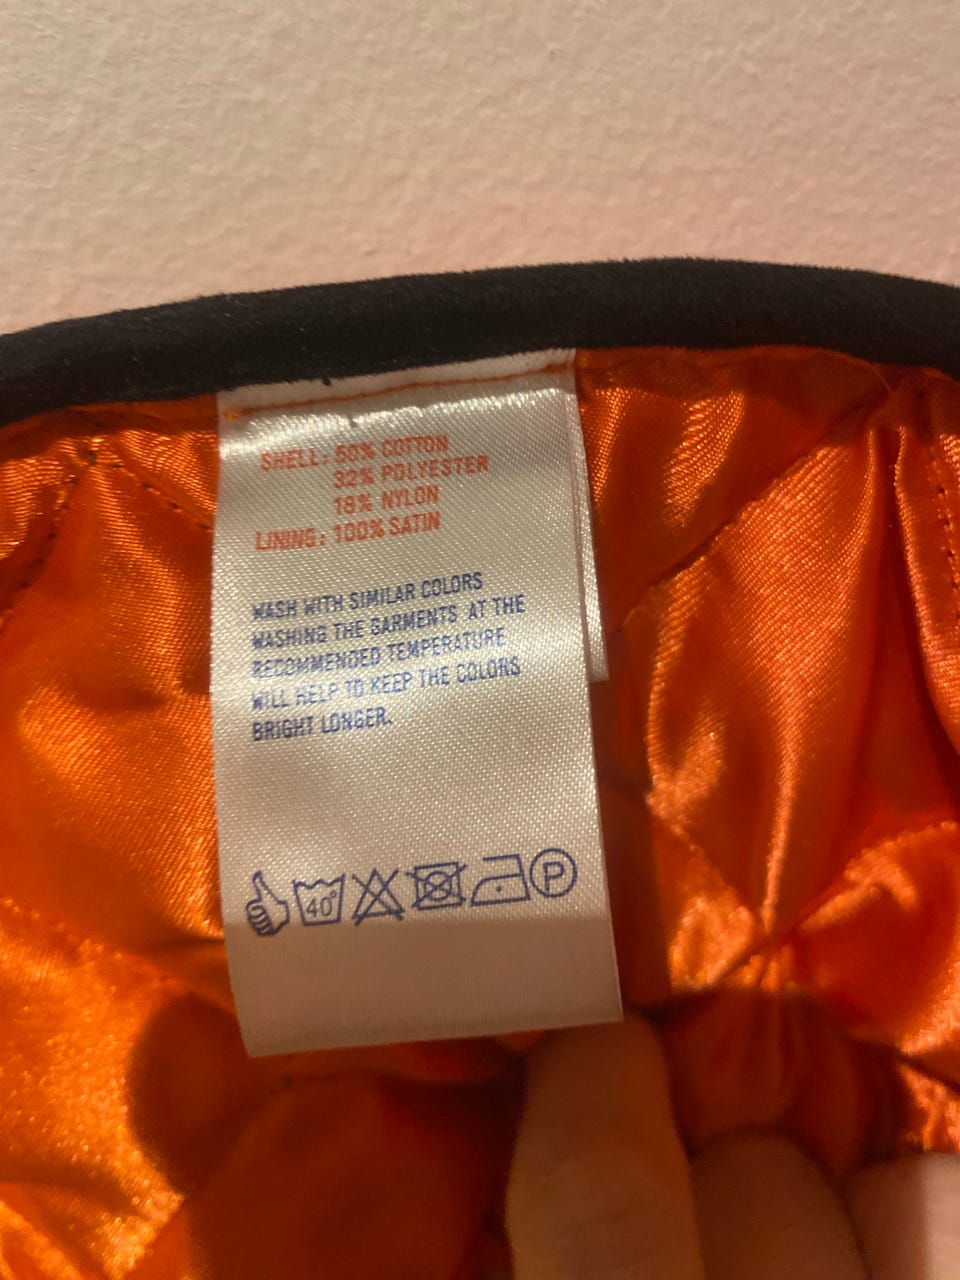 SHELL: 50% COTTON
32% POLYESTER
18% NYLON
LINING: 100% SATIN
WASH WITH SIMILAR COLORS
WASHING THE GARMENTS AT THE
RECOMMENDED TEMPERATURE
WILL HELP TO KEEP THE COLORS
BRIGHT LONGER.
40° P